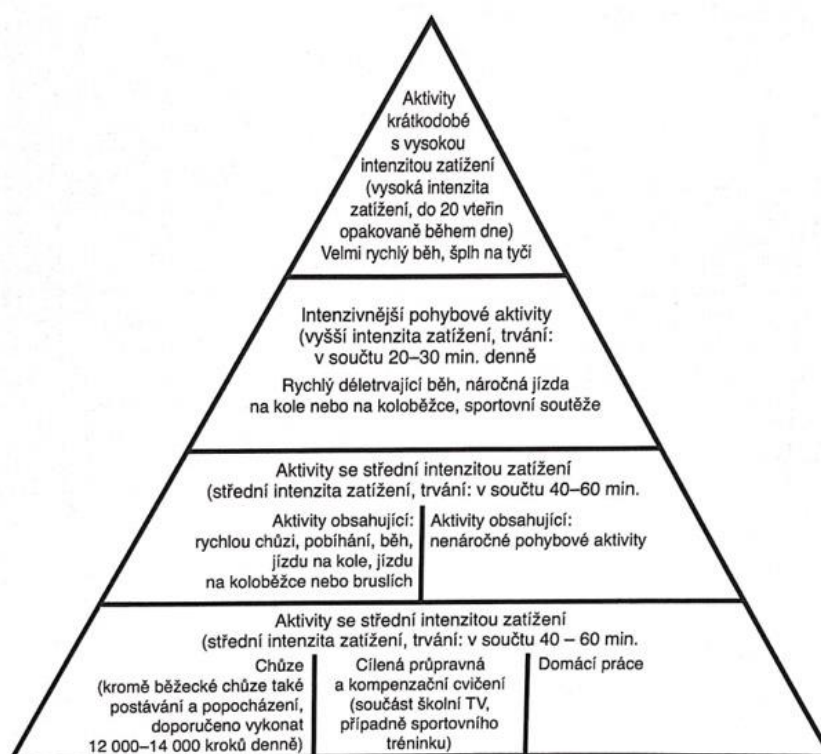 Aktivity
krátkodobé
s vysokou
intenzitou zatížení
(vysoká intenzita
zatížení, do 20 vteřin
opakovaně během dne)
Velmi rychlý běh, šplh na tyči
Intenzivnější pohybové aktivity
(vyšší intenzita zatížení, trvání:
v součtu 20–30 min. denně
Rychlý déletrvající běh, náročná jízda
na kole nebo na koloběžce, sportovní soutěže
Aktivity se střední intenzitou zatížení
(střední intenzita zatížení, trvání: v součtu 40–60 min.
Aktivity obsahující:
rychlou chůzi, pobíhání, běh,
jízdu na kole, jízdu
na koloběžce nebo bruslích
Aktivity obsahující:
nenáročné pohybové aktivity
Aktivity se střední intenzitou zatížení
(střední intenzita zatížení, trvání: v součtu 40 – 60 min.
Chůze
(kromě běžecké chůze také
postávání a popocházení,
doporučeno vykonat
12 000–14 000 kroků denně)
Cílená průpravná
a kompenzační cvičení
(součást školní TV,
případně sportovního
tréninku)
Domácí práce